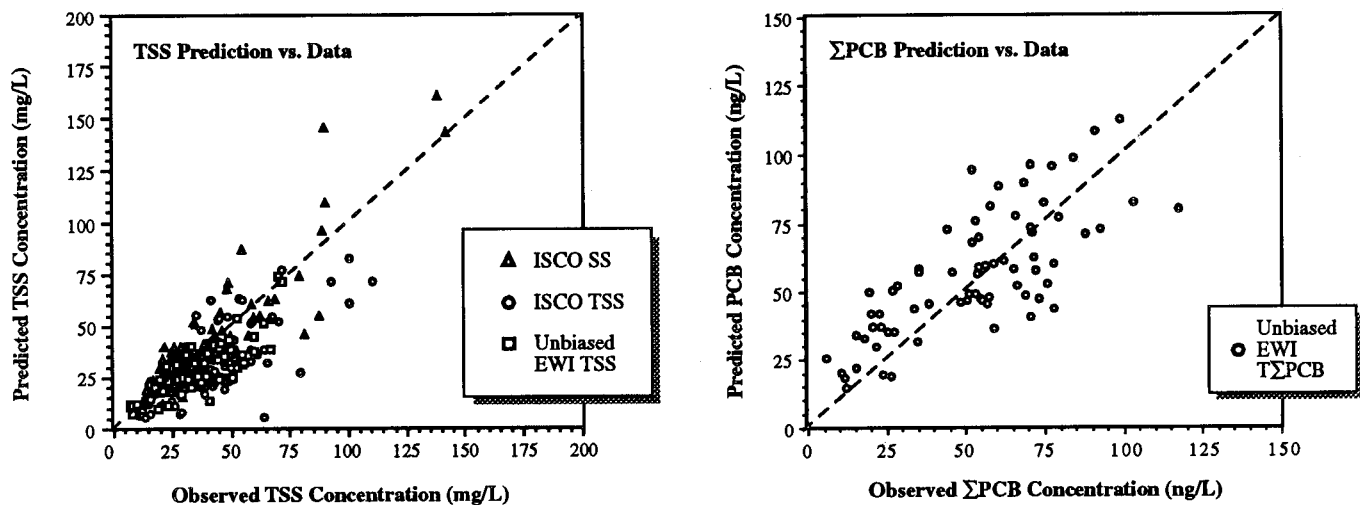 TSS Prediction vs. Data
Predicted TSS Concentration (mg/L)
200
175
150
125
100
75
50
25
0
0
25
50
75
100
125
150
175
200
Observed TSS Concentration (mg/L)
ISCO SS
ISCO TSS
Unbiased
EWI TSS
ΣPCB Prediction vs. Data
Predicted PCB Concentration (ng/L)
150
125
100
75
50
25
0
0
25
50
75
100
125
150
Observed ΣPCB Concentration (ng/L)
Unbiased
EWI
TΣPCB